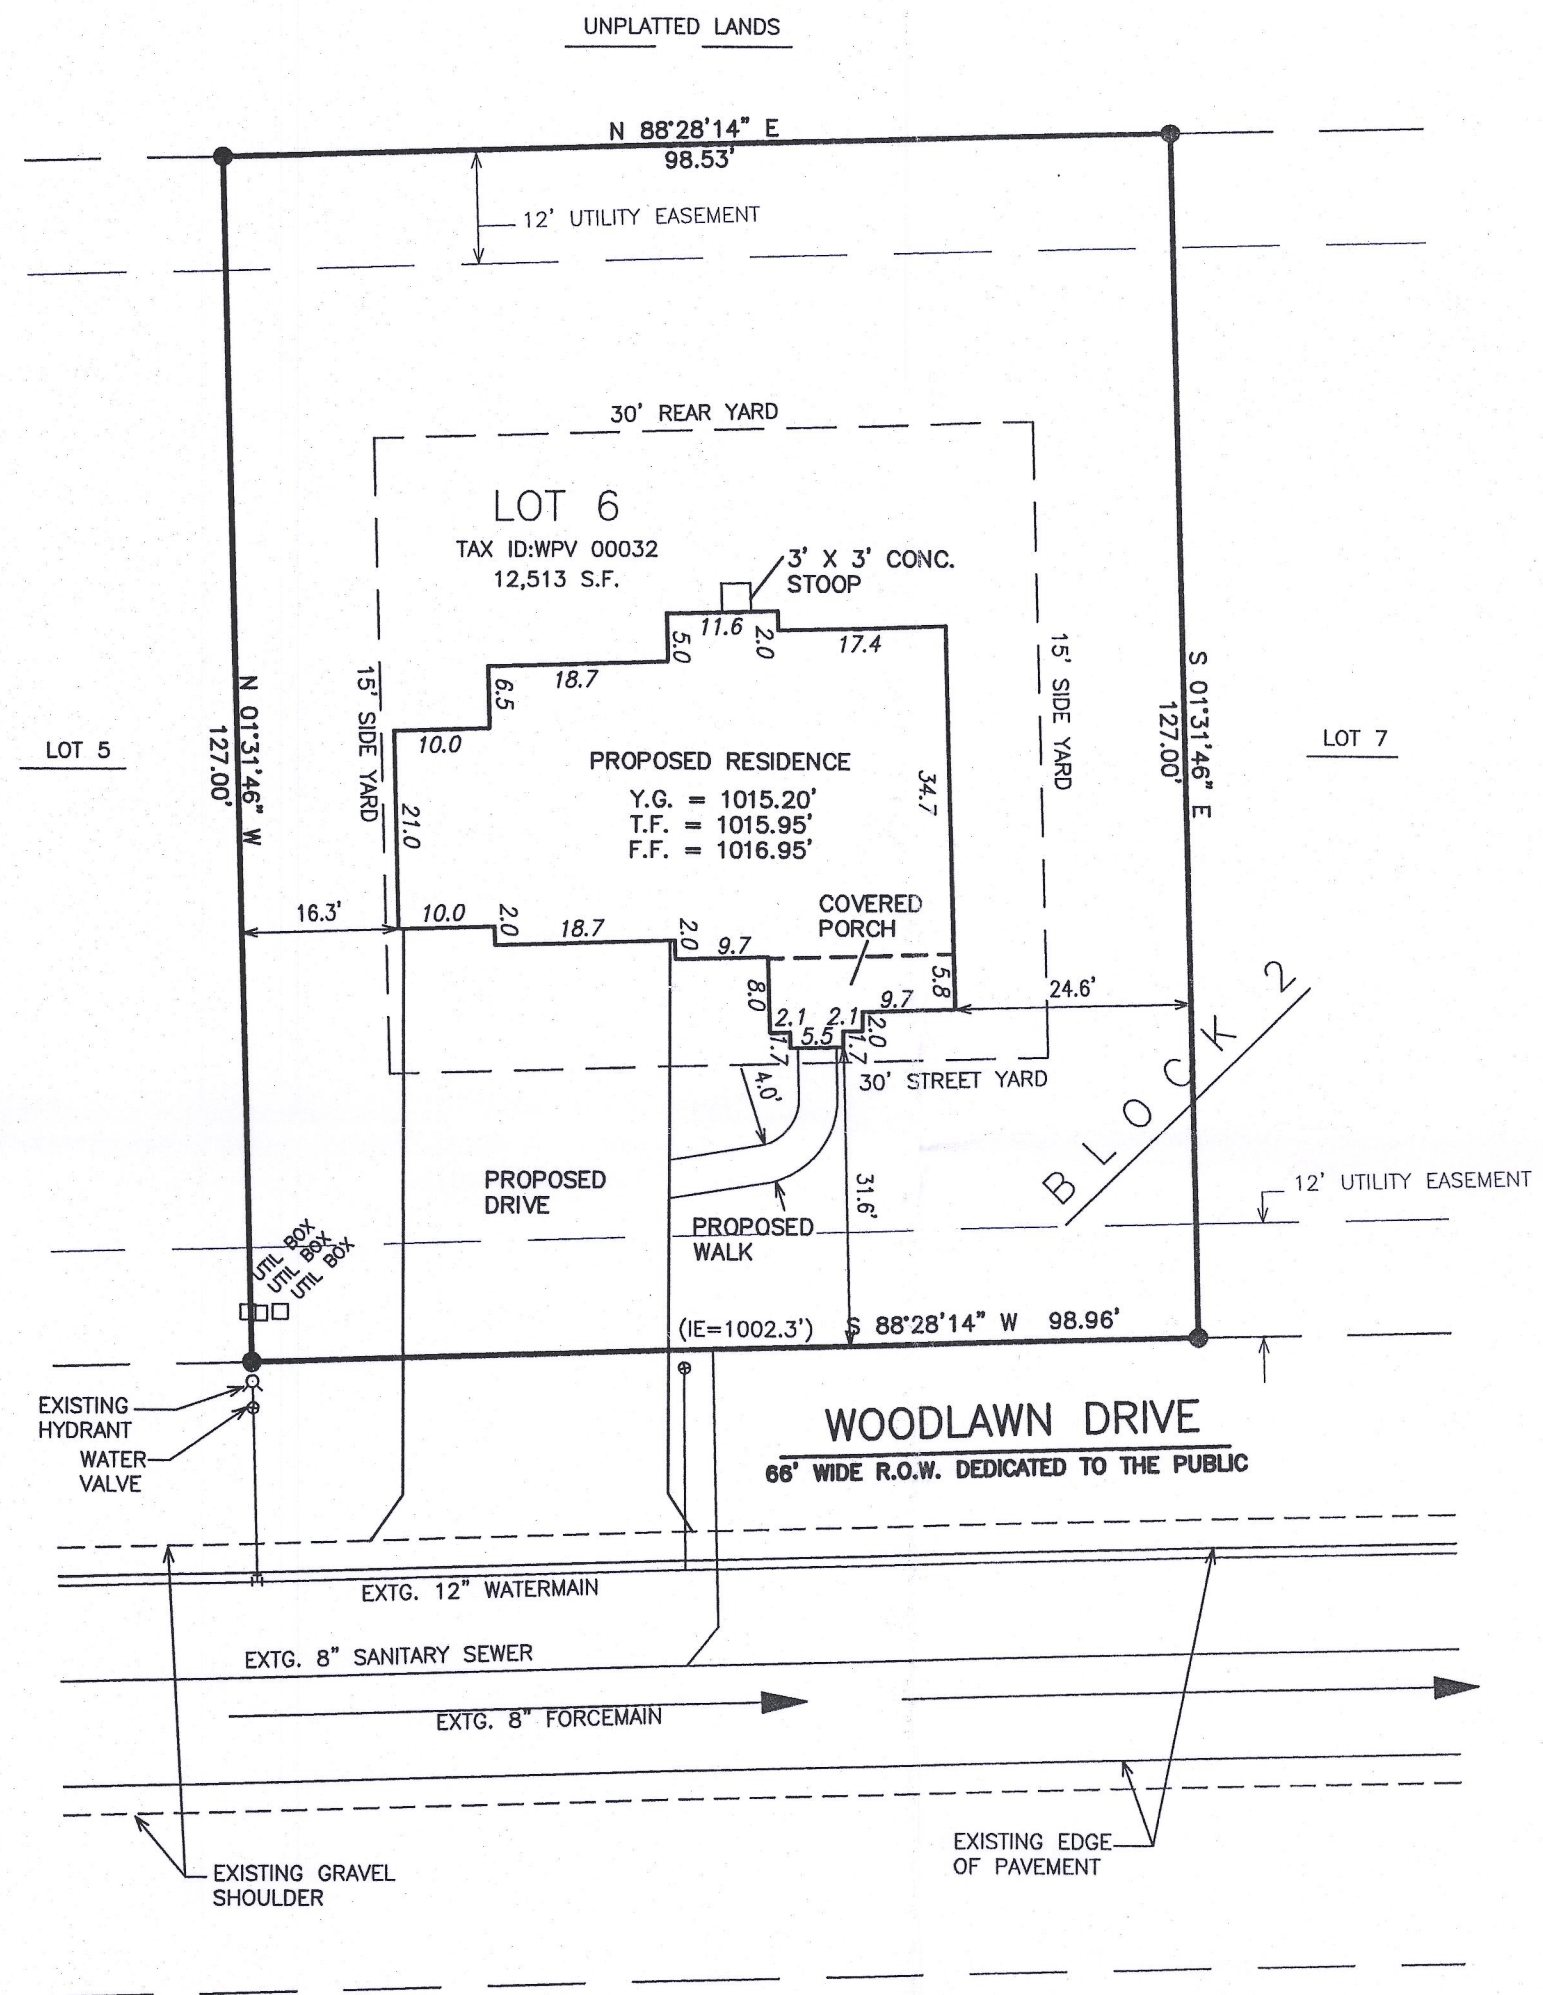 UNPLATTED LANDS
N 88°28'14" E
98.53'
12' UTILITY EASEMENT
30' REAR YARD
LOT 6
TAX ID:WPV 00032
12,513 S.F.
3' X 3' CONC.
STOOP
11.6
2.0
5.0
17.4
18.7
6.5
10.0
15' SIDE YARD
15' SIDE YARD
N 01°31'46" W
127.00'
S 01°31'46" E
127.00'
LOT 5
LOT 7
PROPOSED RESIDENCE
Y.G. = 1015.20'
T.F. = 1015.95'
F.F. = 1016.95'
34.7
21.0
COVERED
PORCH
16.3'
10.0
2.0
18.7
2.0
9.7
8.0
5.8
9.7
24.6'
2.1
2.1
2.0
5.5
1.7
1.7
BLOCK 2
30' STREET YARD
4.0'
31.6'
PROPOSED
DRIVE
12' UTILITY EASEMENT
PROPOSED
WALK
UTIL BOX
UTIL BOX
UTIL BOX
(IE=1002.3')
S 88°28'14" W 98.96'
EXISTING
HYDRANT
WATER
VALVE
WOODLAWN DRIVE
66' WIDE R.O.W. DEDICATED TO THE PUBLIC
EXTG. 12" WATERMAIN
EXTG. 8" SANITARY SEWER
EXTG. 8" FORCEMAIN
EXISTING EDGE
OF PAVEMENT
EXISTING GRAVEL
SHOULDER